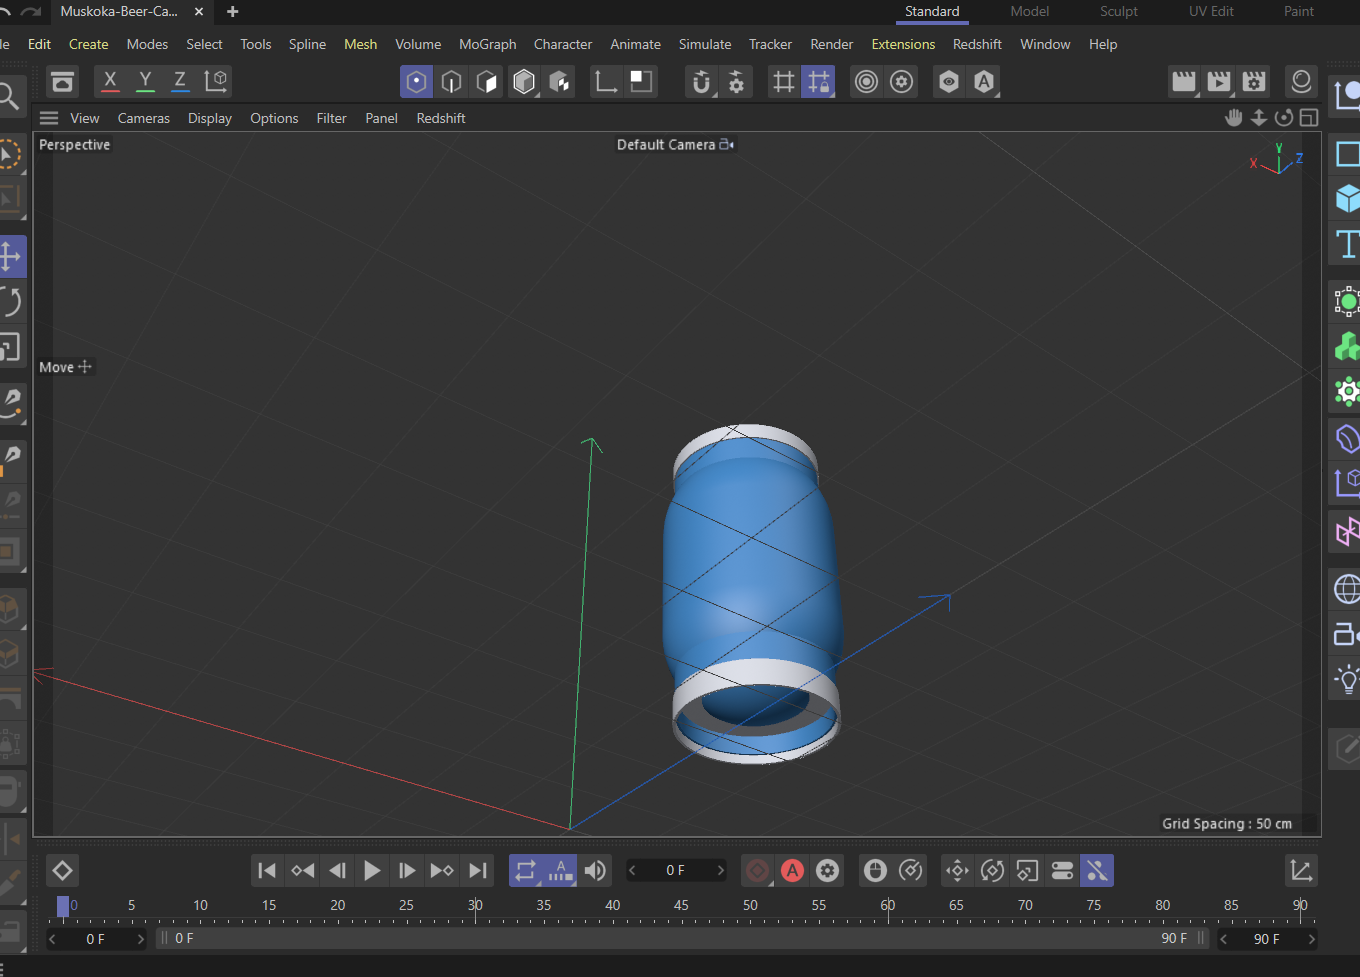 Muskoka-Beer-Ca...
Standard Model Sculpt UV Edit Paint
le Edit Create Modes Select Tools Spline Mesh Volume MoGraph Character Animate Simulate Tracker Render Extensions Redshift Window Help
X Y Z
A
View Cameras Display Options Filter Panel Redshift
Perspective
Default Camera
Y
X
Z
Move
Grid Spacing : 50 cm
A
0 F
A
0 5 10 15 20 25 30 35 40 45 50 55 60 65 70 75 80 85 90
0 F
0 F
90 F
90 F